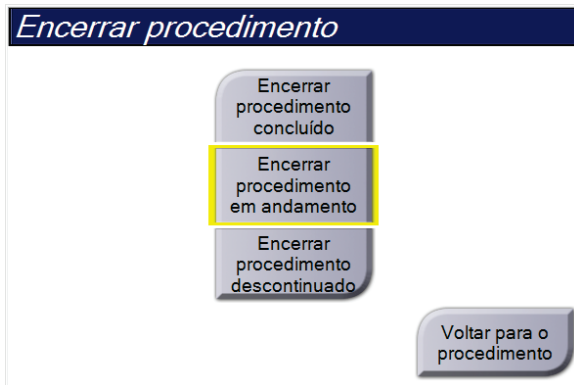 Encerrar procedimento
Encerrar
procedimento
concluído
Encerrar
procedimento
em andamento
Encerrar
procedimento
descontinuado
Voltar para o
procedimento